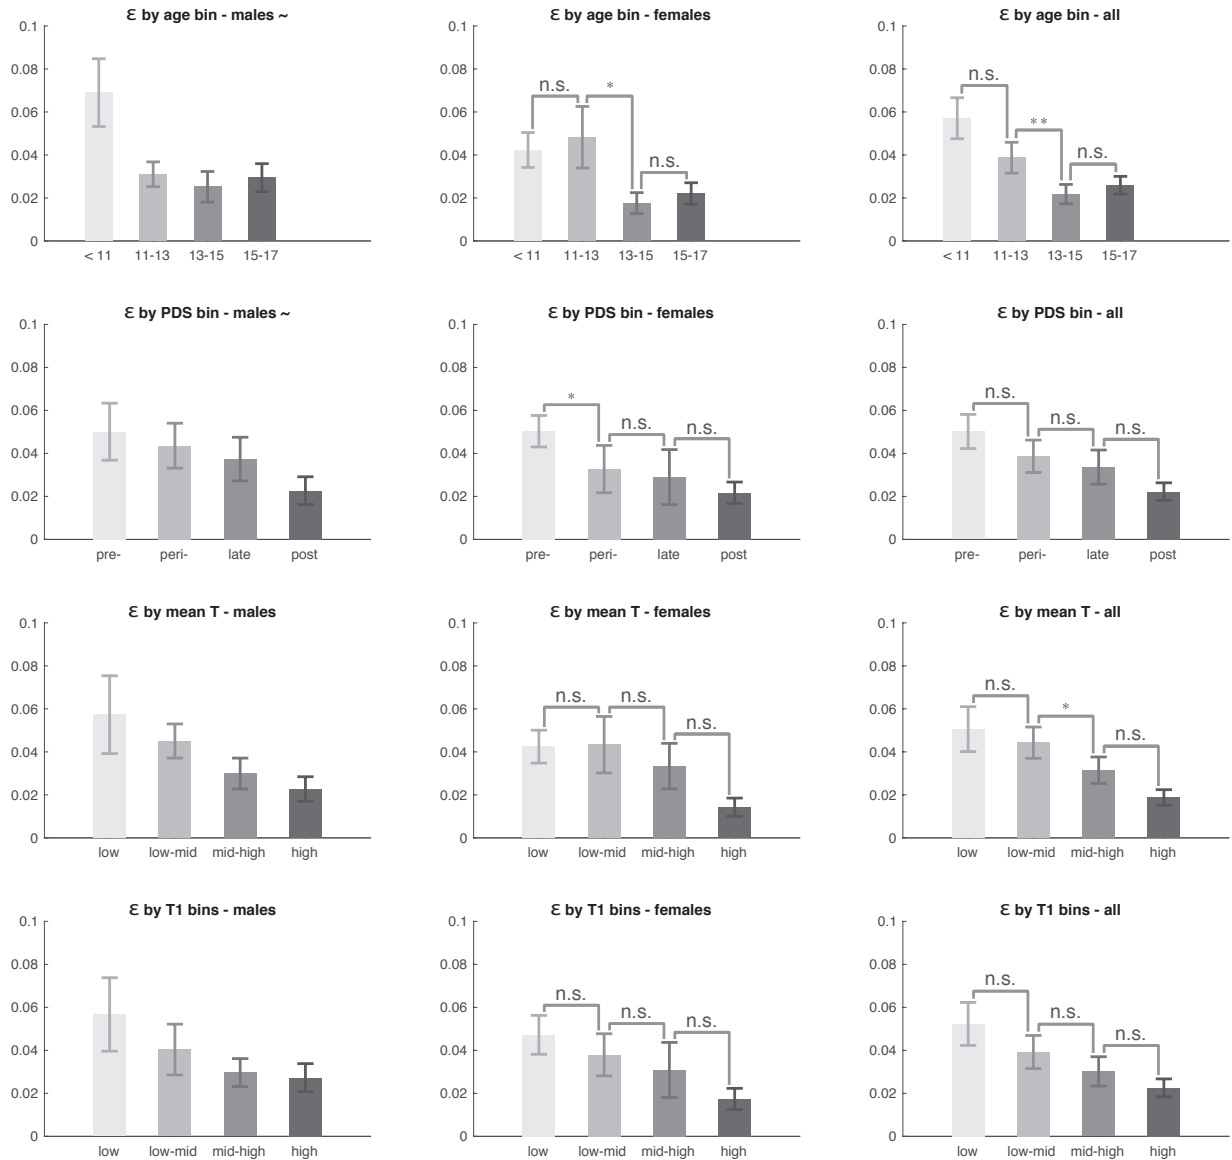 ε by age bin - males ~
0.1
0.08
0.06
0.04
0.02
0
< 11 11-13 13-15 15-17
ε by age bin - females
0.1
0.08
0.06
0.04
0.02
0
n.s.
*
n.s.
< 11 11-13 13-15 15-17
ε by age bin - all
0.1
0.08
0.06
0.04
0.02
0
n.s.
**
n.s.
< 11 11-13 13-15 15-17
ε by PDS bin - males ~
0.1
0.08
0.06
0.04
0.02
0
pre- peri- late post
ε by PDS bin - females
0.1
0.08
0.06
0.04
0.02
0
*
n.s.
n.s.
pre- peri- late post
ε by PDS bin - all
0.1
0.08
0.06
0.04
0.02
0
n.s.
n.s.
n.s.
pre- peri- late post
ε by mean T - males
0.1
0.08
0.06
0.04
0.02
0
low low-mid mid-high high
ε by mean T - females
0.1
0.08
0.06
0.04
0.02
0
n.s.
n.s.
n.s.
low low-mid mid-high high
ε by mean T - all
0.1
0.08
0.06
0.04
0.02
0
n.s.
*
n.s.
low low-mid mid-high high
ε by T1 bins - males
0.1
0.08
0.06
0.04
0.02
0
low low-mid mid-high high
ε by T1 bins - females
0.1
0.08
0.06
0.04
0.02
0
n.s.
n.s.
n.s.
low low-mid mid-high high
ε by T1 bins - all
0.1
0.08
0.06
0.04
0.02
0
n.s.
n.s.
n.s.
low low-mid mid-high high